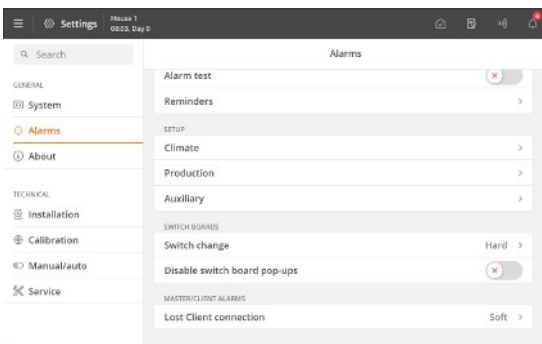 Settings
House 1
08:03, Day 0
4
Search
GENERAL
System
Alarms
About
TECHNICAL
Installation
Calibration
Manual/auto
Service
Alarms
Alarm test
Reminders
SETUP
Climate
Production
Auxiliary
SWITCH BOARDS
Switch change Hard
Disable switch board pop-ups
MASTER/CLIENT ALARMS
Lost Client connection Soft